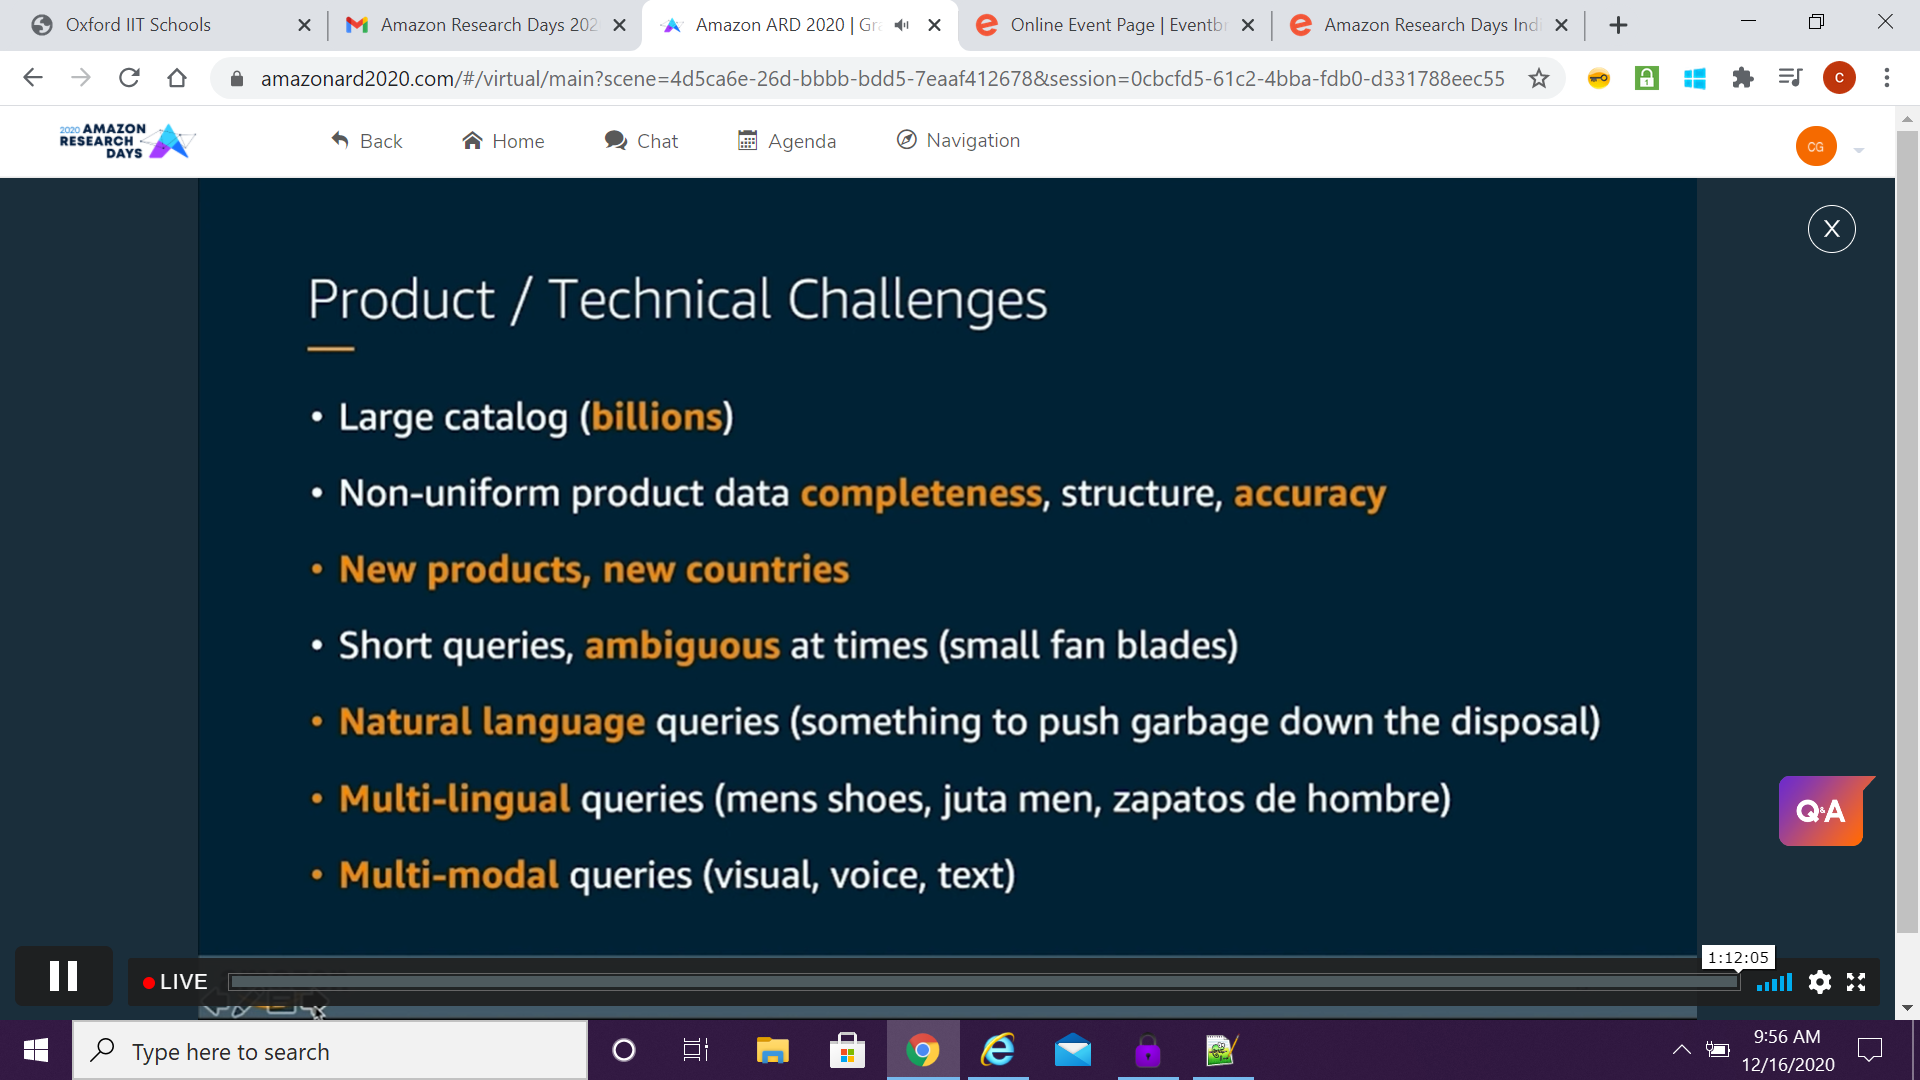 Oxford IIT Schools
Amazon Research Days 202
Amazon ARD 2020 | Gra
Online Event Page | Eventbr
Amazon Research Days Indi
amazonard2020.com/#/virtual/main?scene=4d5ca6e-26d-bbbb-bdd5-7eaaf412678&session=0cbcfd5-61c2-4bba-fdb0-d331788eec55
C
2020 AMAZON
RESEARCH
DAYS
Back
Home
Chat
Agenda
Navigation
CG
X
Product / Technical Challenges
• Large catalog (billions)
• Non-uniform product data completeness, structure, accuracy
• New products, new countries
• Short queries, ambiguous at times (small fan blades)
• Natural language queries (something to push garbage down the disposal)
• Multi-lingual queries (mens shoes, juta men, zapatos de hombre)
• Multi-modal queries (visual, voice, text)
Q&A
1:12:05
LIVE
Type here to search
9:56 AM
12/16/2020